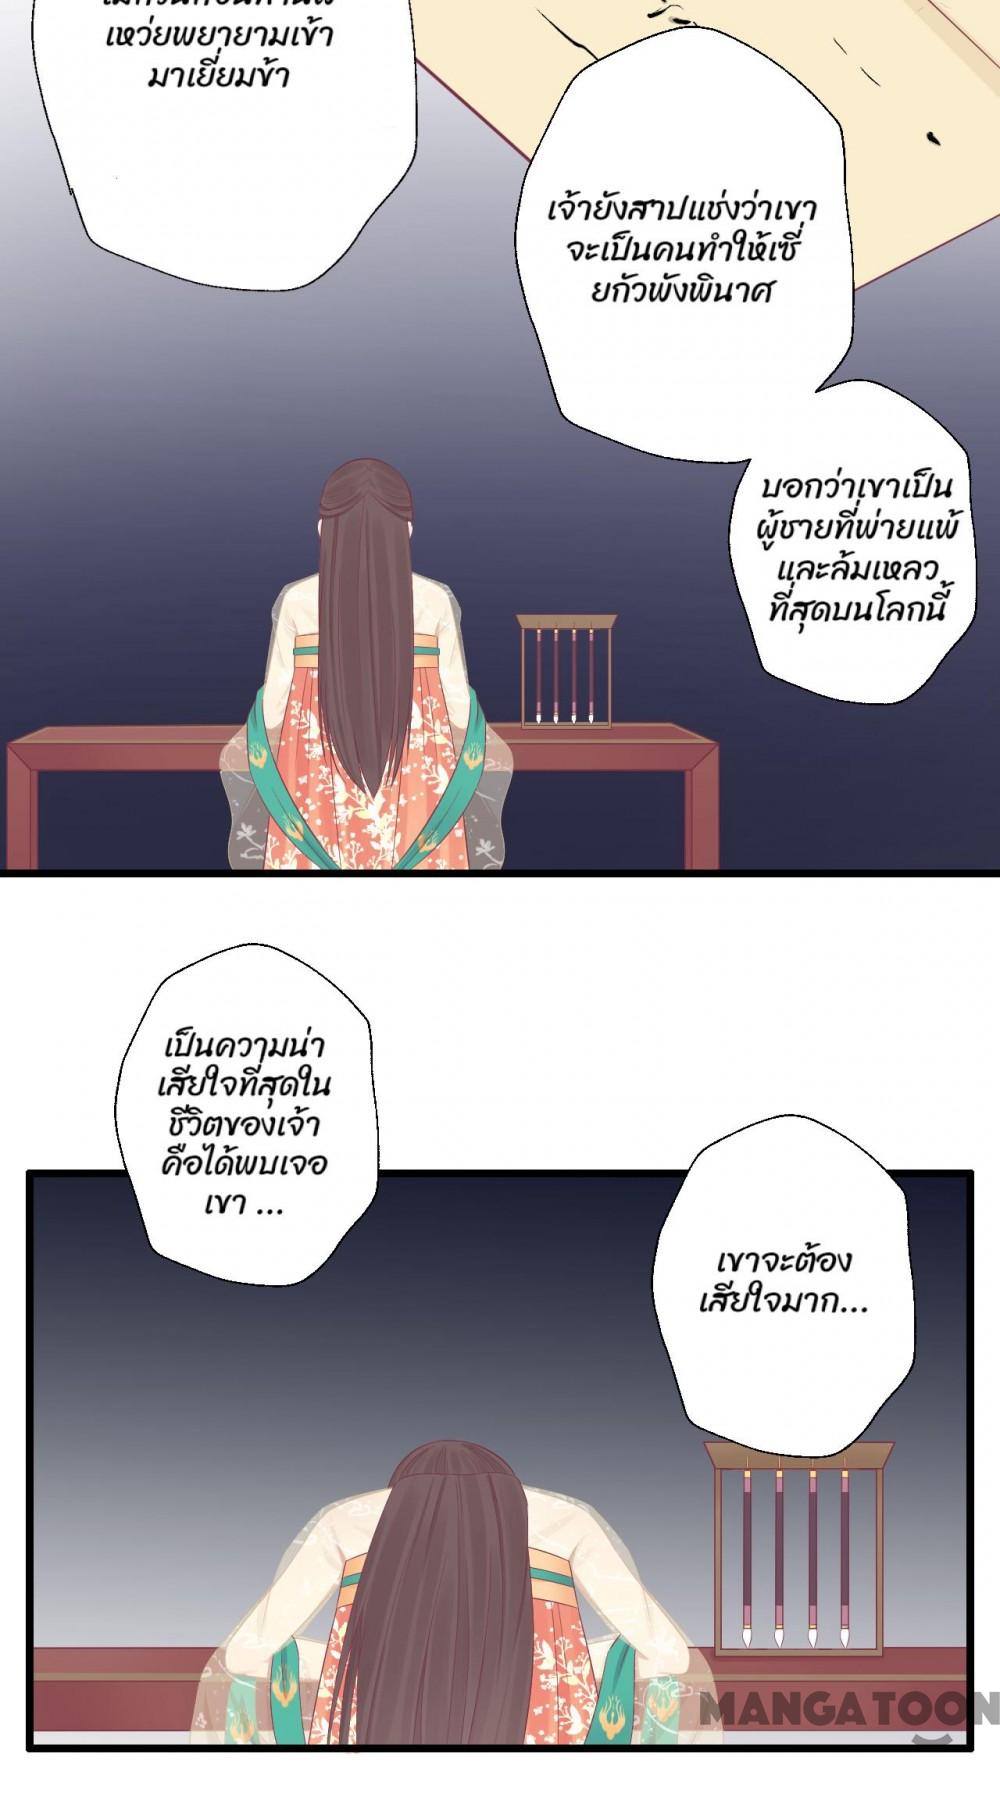 เหว่ยพยายามเข้า
มาเยี่ยมข้า
เจ้ายังสาปแช่งว่าเขา
จะเป็นคนทำให้เซี่
ยกัวพังพินาศ
บอกว่าเขาเป็น
ผู้ชายที่พ่ายแพ้
และล้มเหลว
ที่สุดบนโลกนี้
เป็นความน่า
เสียใจที่สุดใน
ชีวิตของเจ้า
คือได้พบเจอ
เขา ...
เขาจะต้อง
เสียใจมาก...
MANGATOON